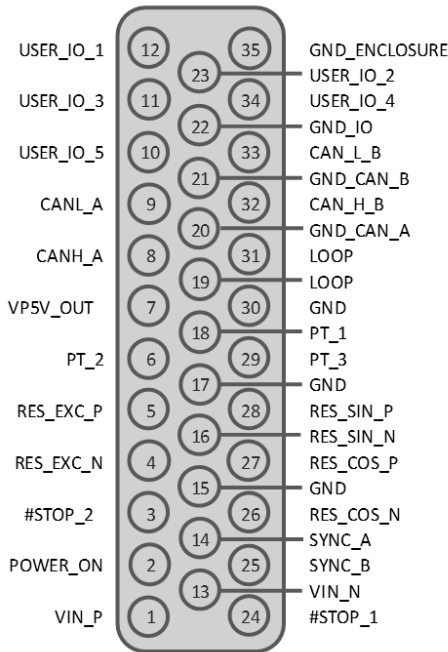 USER_IO_1 12 35 GND_ENCLOSURE
23 USER_IO_2
USER_IO_3 11 34 USER_IO_4
22 GND_IO
USER_IO_5 10 33 CAN_L_B
21 GND_CAN_B
CANL_A 9 32 CAN_H_B
20 GND_CAN_A
CANH_A 8 31 LOOP
19 LOOP
VP5V_OUT 7 30 GND
18 PT_1
PT_2 6 29 PT_3
17 GND
RES_EXC_P 5 28 RES_SIN_P
16 RES_SIN_N
RES_EXC_N 4 27 RES_COS_P
15 GND
#STOP_2 3 26 RES_COS_N
14 SYNC_A
POWER_ON 2 25 SYNC_B
13 VIN_N
VIN_P 1 24 #STOP_1